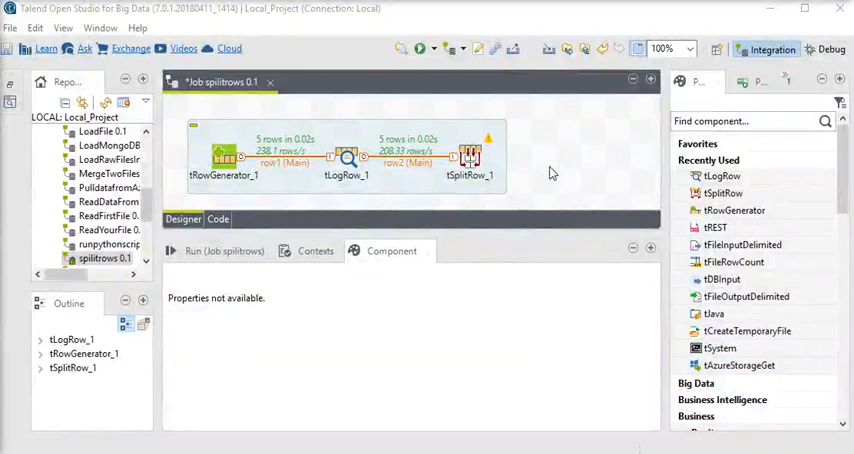 Talend Open Studio for Big Data (7.0.1.20180411_1414) | Local_Project (Connection: Local)
File Edit View Window Help
Learn Ask Exchange Videos Cloud 100% Integration Debug
Repo...
LOCAL: Local_Project
LoadFile 0.1
LoadMongoDB
LoadRawFilesIn
MergeTwoFiles
PulldatafromA
ReadDataFrom
ReadFirstFile 0.
ReadYourFile 0.
runpythonscrip
spilitrows 0.1
Outline
tLogRow_1
tRowGenerator_1
tSplitRow_1
*Job spilitrows 0.1
5 rows in 0.02s
238.1 rows/s
row1 (Main)
5 rows in 0.02s
208.33 rows/s
row2 (Main)
tRowGenerator_1 tLogRow_1 tSplitRow_1
Designer Code
Run (Job spilitrows) Contexts Component
Properties not available.
P... P... »1
Find component...
Favorites
Recently Used
tLogRow
tSplitRow
tRowGenerator
tREST
tFileInputDelimited
tFileRowCount
tDBInput
tFileOutputDelimited
tJava
tCreateTemporaryFile
tSystem
tAzureStorageGet
Big Data
Business Intelligence
Business